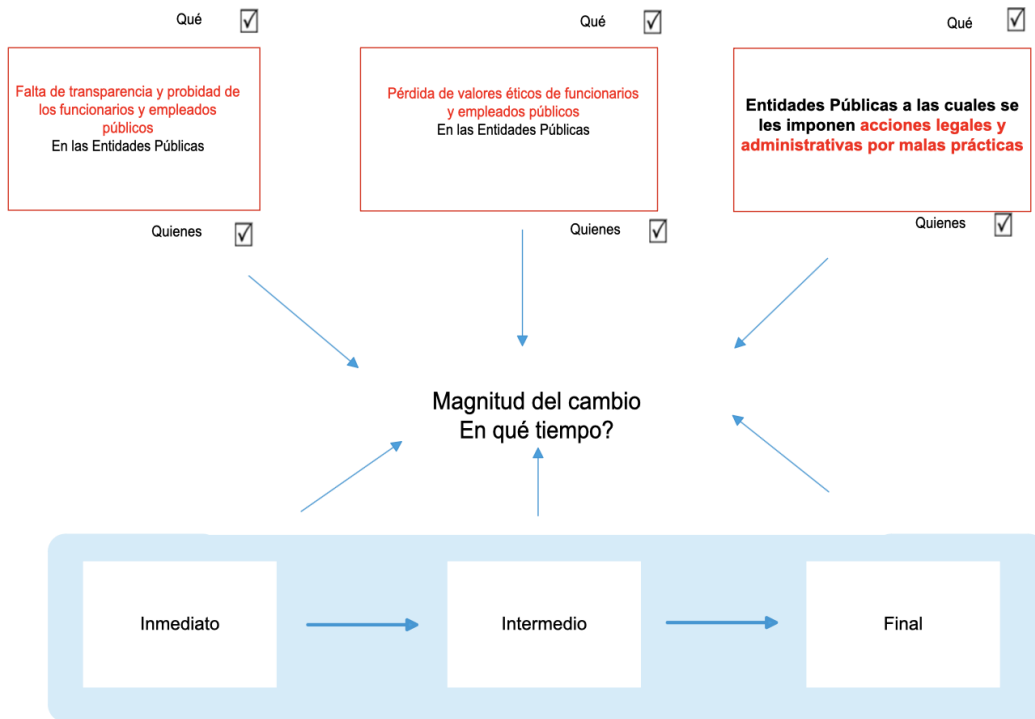 Qué
Qué
Qué
Falta de transparencia y probidad de
los funcionarios y empleados
públicos
En las Entidades Públicas
Pérdida de valores éticos de funcionarios
y empleados públicos
En las Entidades Públicas
Entidades Públicas a las cuales se
les imponen acciones legales y
administrativas por malas prácticas
Quienes
Quienes
Quienes
Magnitud del cambio
En qué tiempo?
Inmediato
Intermedio
Final